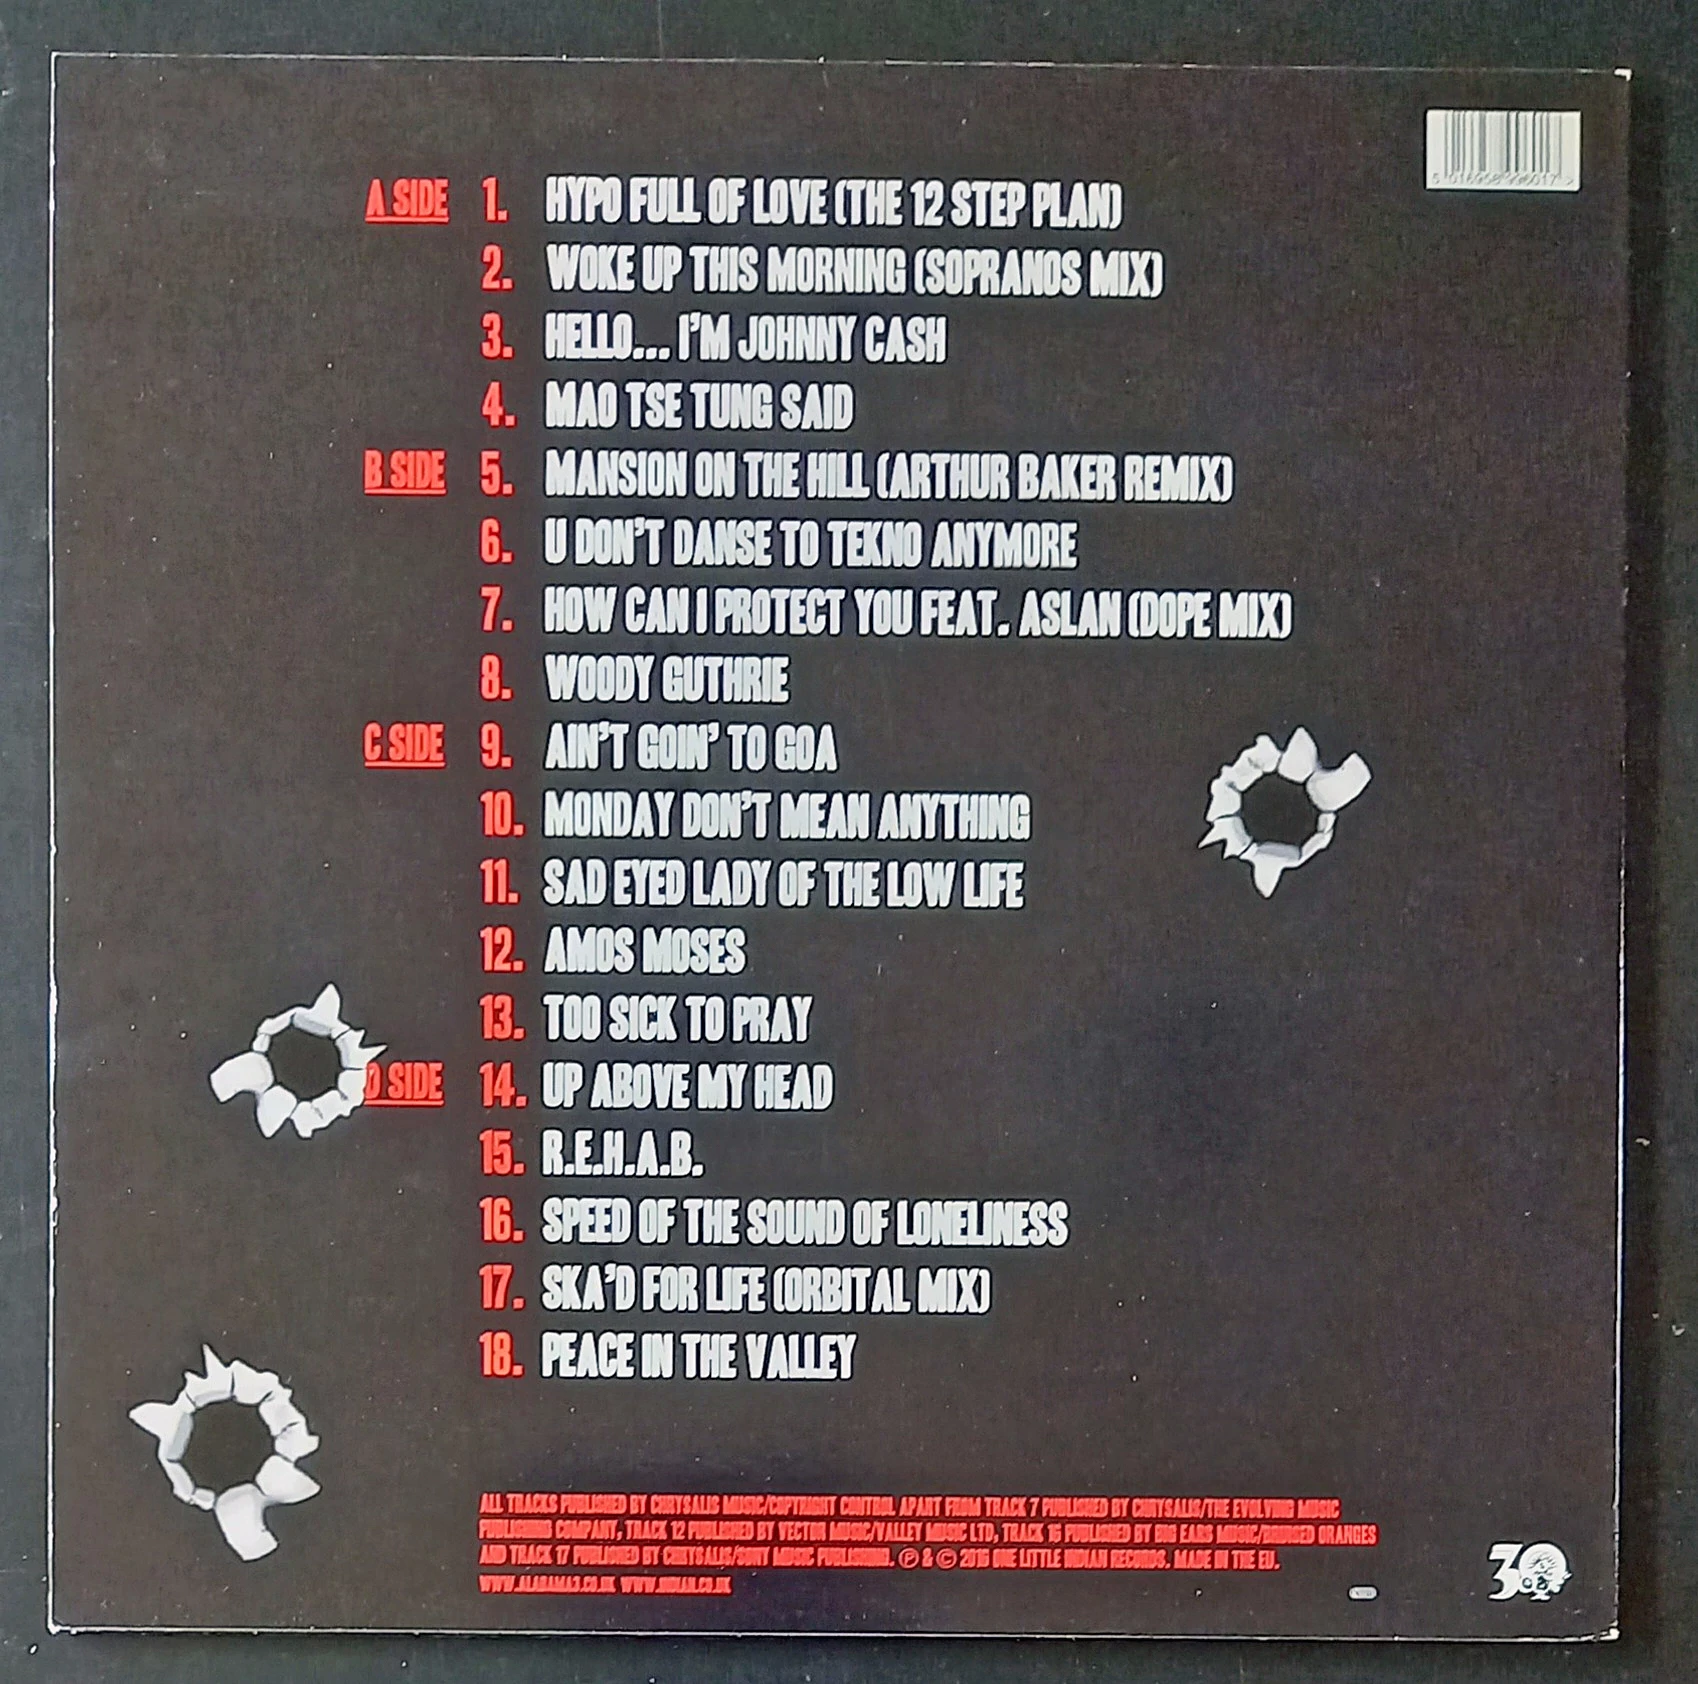 A SIDE 1. HYPO FULL OF LOVE (THE 12 STEP PLAN)
2. WOKE UP THIS MORNING (SOPRANOS MIX)
3. HELLO... I'M JOHNNY CASH
4. MAO TSE TUNG SAID
B SIDE 5. MANSION ON THE HILL (ARTHUR BAKER REMIX)
6. U DON'T DANSE TO TEKNO ANYMORE
7. HOW CAN I PROTECT YOU FEAT. ASLAN (DOPE MIX)
8. WOODY GUTHRIE
C SIDE 9. AIN'T GOIN' TO GOA
10. MONDAY DON'T MEAN ANYTHING
11. SAD EYED LADY OF THE LOW LIFE
12. AMOS MOSES
13. TOO SICK TO PRAY
D SIDE 14. UP ABOVE MY HEAD
15. R.E.H.A.B.
16. SPEED OF THE SOUND OF LONELINESS
17. SKA'D FOR LIFE (ORBITAL MIX)
18. PEACE IN THE VALLEY
ALL TRACKS PUBLISHED BY CHRYSALIS MUSIC/COPYRIGHT CONTROL APART FROM TRACK 7 PUBLISHED BY CHRYSALIS/THE EVOLVING MUSIC
PUBLISHING COMPANY, TRACK 12 PUBLISHED BY VECTOR MUSIC/VALLEY MUSIC LTD, TRACK 16 PUBLISHED BY BIG EARS MUSIC/BRUISED ORANGES
AND TRACK 17 PUBLISHED BY CHRYSALIS/SONY MUSIC PUBLISHING. ℗ & © 2016 ONE LITTLE INDIAN RECORDS. MADE IN THE EU.
WWW.ALABAMA3.CO.UK WWW.INDIAN.CO.UK
30